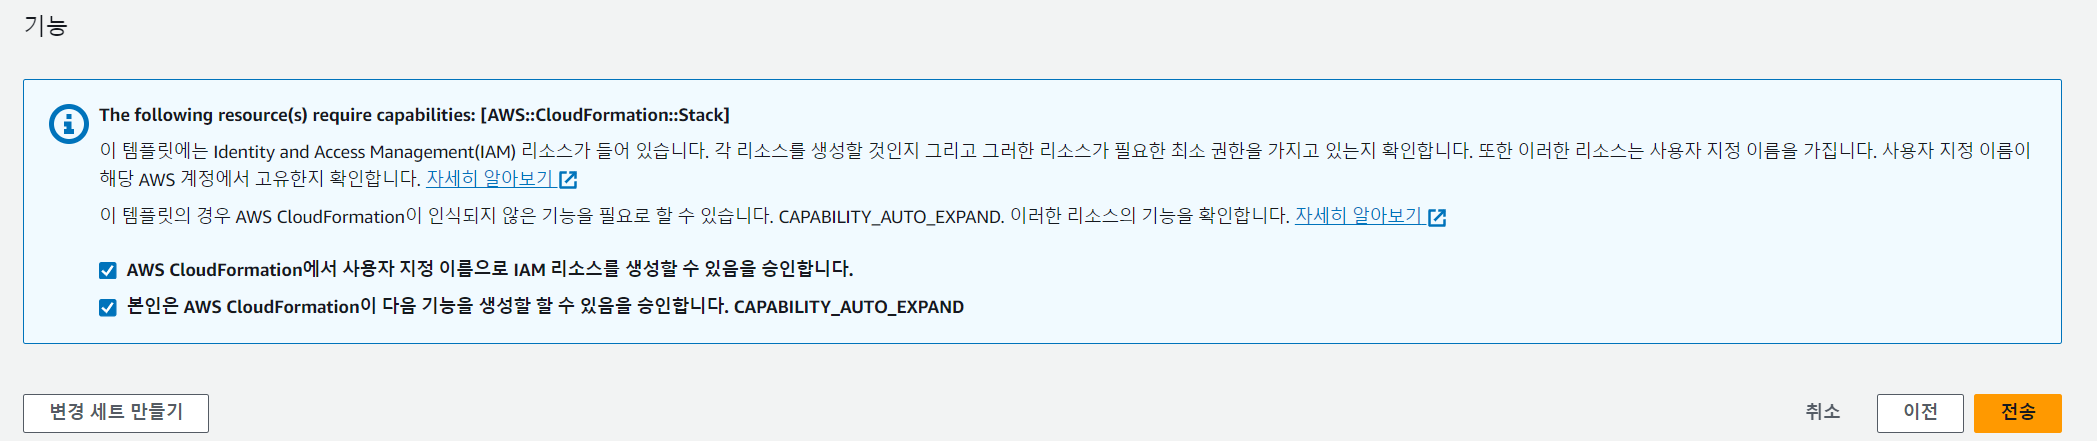 기능
The following resource(s) require capabilities: [AWS::CloudFormation::Stack]
이 템플릿에는 Identity and Access Management(IAM) 리소스가 들어 있습니다. 각 리소스를 생성할 것인지 그리고 그러한 리소스가 필요한 최소 권한을 가지고 있는지 확인합니다. 또한 이러한 리소스는 사용자 지정 이름을 가집니다. 사용자 지정 이름이
해당 AWS 계정에서 고유한지 확인합니다. 자세히 알아보기
이 템플릿의 경우 AWS CloudFormation이 인식되지 않은 기능을 필요로 할 수 있습니다. CAPABILITY_AUTO_EXPAND. 이러한 리소스의 기능을 확인합니다. 자세히 알아보기
AWS CloudFormation에서 사용자 지정 이름으로 IAM 리소스를 생성할 수 있음을 승인합니다.
본인은 AWS CloudFormation이 다음 기능을 생성할 할 수 있음을 승인합니다. CAPABILITY_AUTO_EXPAND
변경 세트 만들기 취소 이전 전송